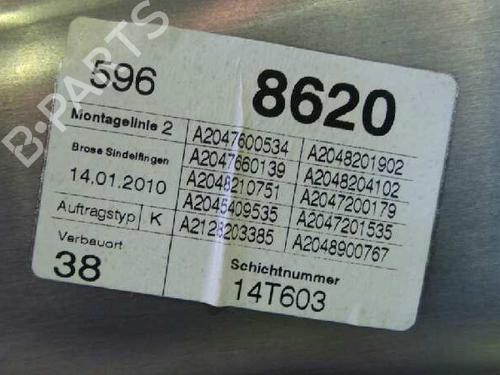 B-PARTS
596 8620
Montagelinie 2
Brose Sindelfingen
14.01.2010
Auftragstyp K
Verbauort
38
A2047600534 A2048201902
A2047660139 A2048204102
A2048210751 A2047200179
A2045409535 A2047201535
A2128203385 A2048900767
Schichtnummer
14T603